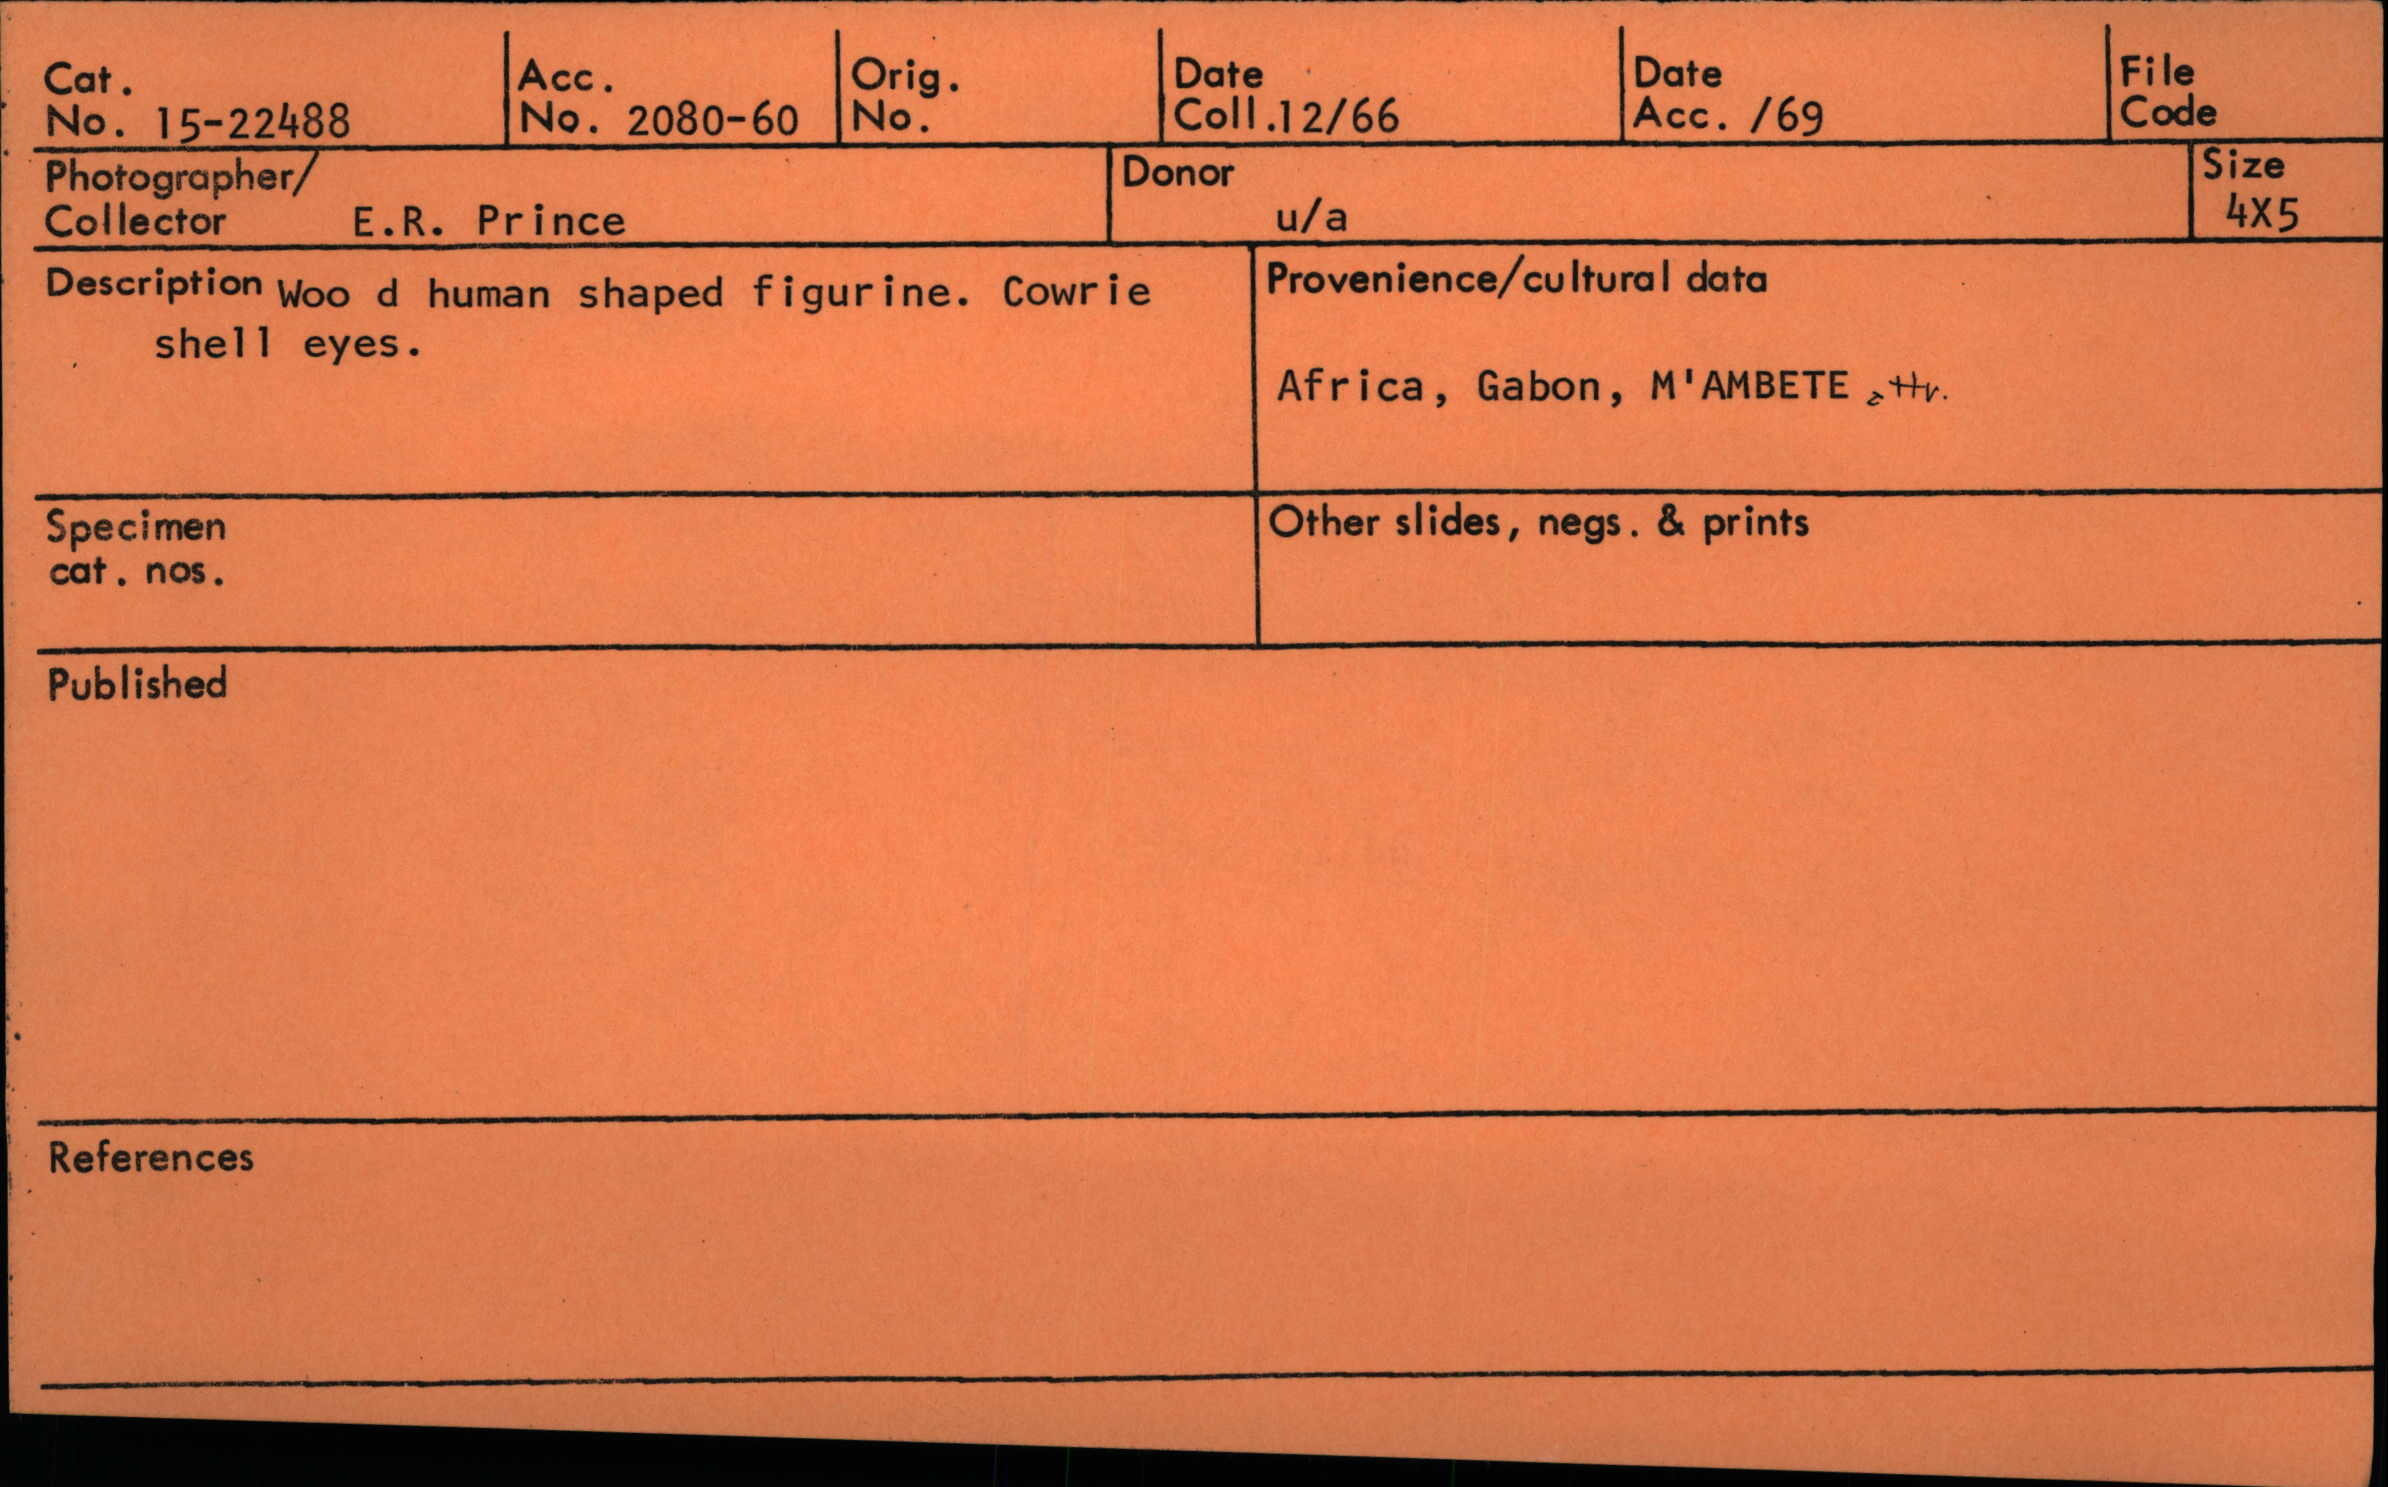 Cat. No. 15-22488
Acc. No. 2080-60
Orig. No.
Date Coll. 12/66
Date Acc. /69
File Code
Photographer/
Collector E.R. Prince
Donor
u/a
Size
4X5
Description Woo d human shaped figurine. Cowrie
shell eyes.
Provenience/cultural data
Africa, Gabon, M'AMBETE
Specimen
cat. nos.
Other slides, negs. & prints
Published
References